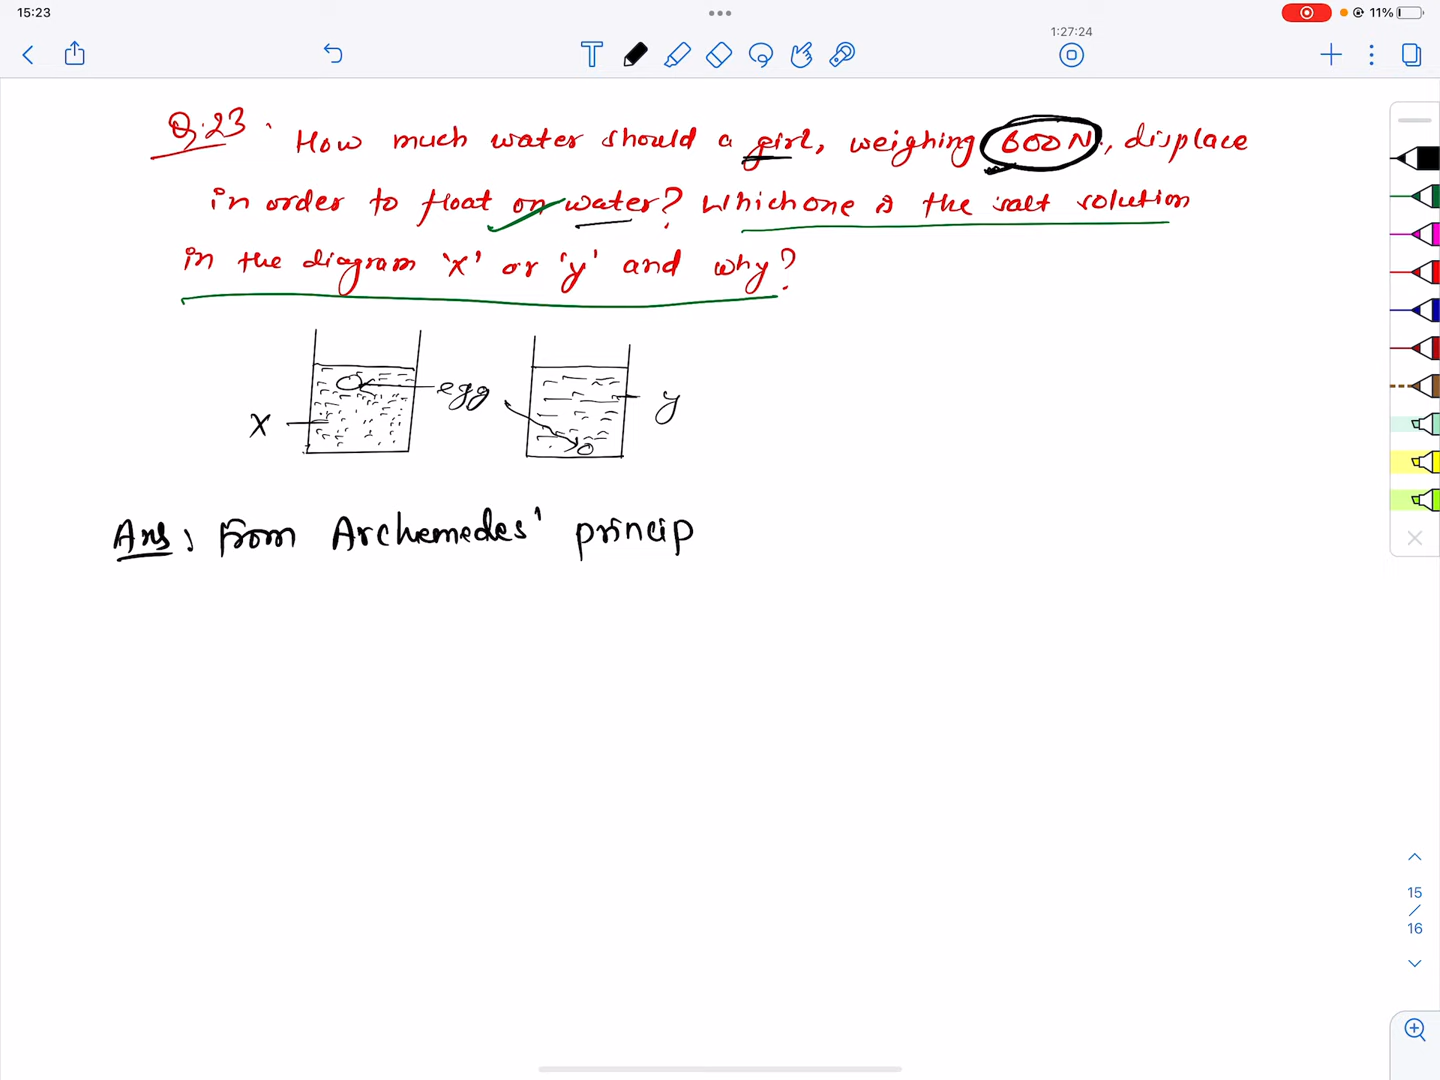 15:23
11%
1:27:24
T
Q.23. How much water should a girl, weighing 600N, displace
in order to float on water? Which one is the salt solution
in the diagram 'x' or 'y' and why?
egg
x
y
Ans: From Archemedes' princip
15
/
16